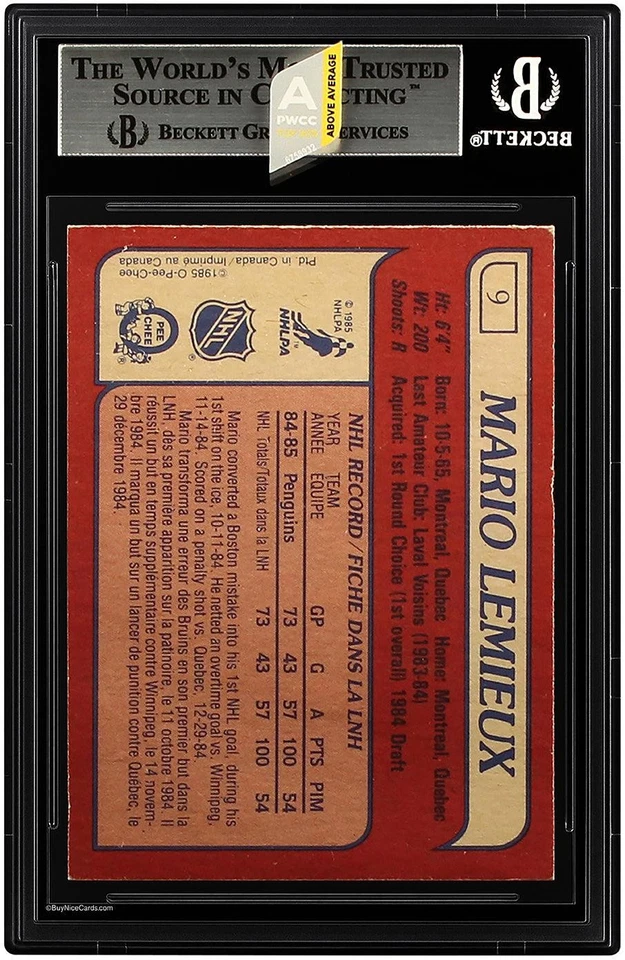 THE WORLD'S M TRUSTED
SOURCE IN C CTING™
BECKETT GR SERVICES
A
PWCC
ABOVE AVERAGE
BECKETT®
9
MARIO LEMIEUX
Ht: 6'4" Born: 10-5-65, Montreal, Quebec Home: Montreal, Québec
Wt: 200 Last Amateur Club: Laval Voisins (1983-84)
Shoots: R Acquired: 1st Round Choice (1st overall) 1984 Draft
© 1985
NHLPA
NHLPA™
NHL
O
PEE
CHEE
©1985 O-Pee-Chee
Ptd. in Canada/Imprimé au Canada
NHL RECORD/FICHE DANS LA LNH
YEAR TEAM
ANNÉE ÉQUIPE GP G A PTS PIM
84-85 Penguins 73 43 57 100 54
NHL Totals/Totaux dans la LNH 73 43 57 100 54
Mario converted a Boston mistake into his 1st NHL goal, during his
1st shift on the ice, 10-11-84. He netted an overtime goal vs. Winnipeg,
11-14-84. Scored on a penalty shot vs. Quebec, 12-29-84.
Mario transforma une erreur des Bruins en son premier but dans la
LNH, dès sa première apparition sur la patinoire, le 11 octobre 1984. Il
réussit un but en temps supplémentaire contre Winnipeg, le 14 novem-
bre 1984. Il marqua un but sur un lancer de punition contre Québec, le
29 décembre 1984.
©BuyNiceCards.com